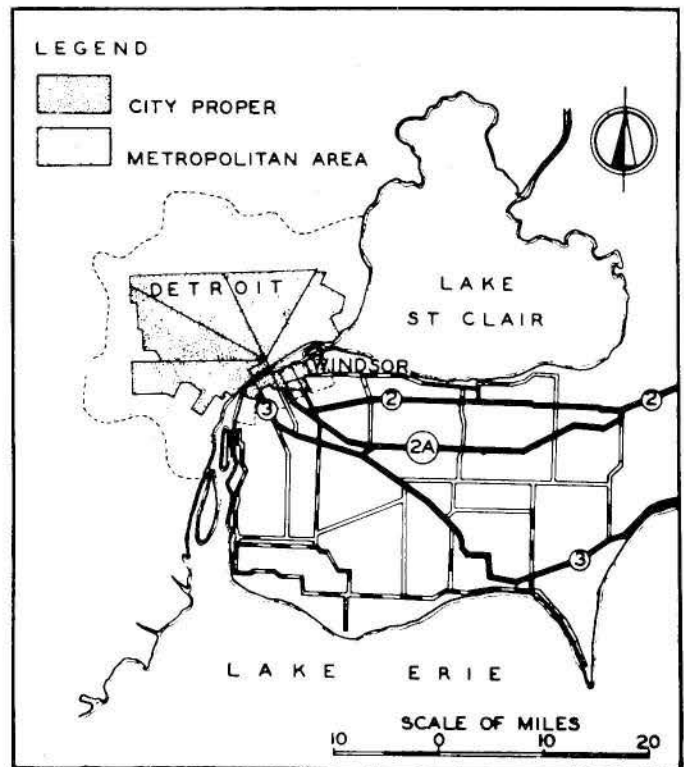 LEGEND
CITY PROPER
METROPOLITAN AREA
DETROIT
LAKE
ST CLAIR
WINDSOR
2
2
3
2A
3
LAKE ERIE
SCALE OF MILES
10 0 10 20